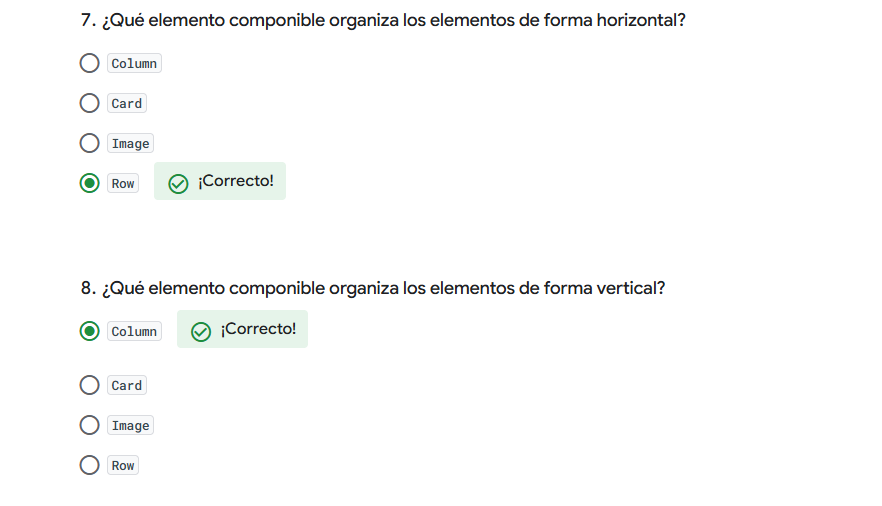 7. ¿Qué elemento componible organiza los elementos de forma horizontal?
Column
Card
Image
Row ¡Correcto!
8. ¿Qué elemento componible organiza los elementos de forma vertical?
Column ¡Correcto!
Card
Image
Row